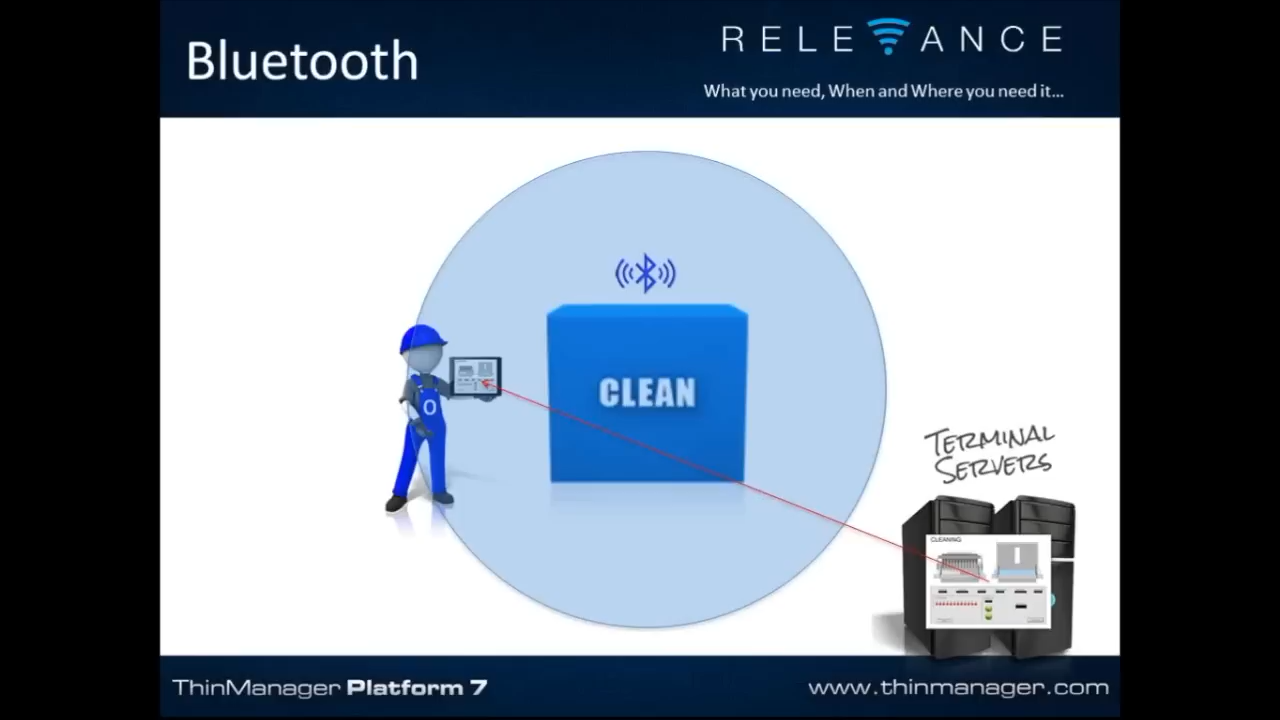 Bluetooth
RELEVANCE
What you need, When and Where you need it...
CLEAN
O
TERMINAL
SERVERS
CLEANING
ThinManager Platform 7
www.thinmanager.com